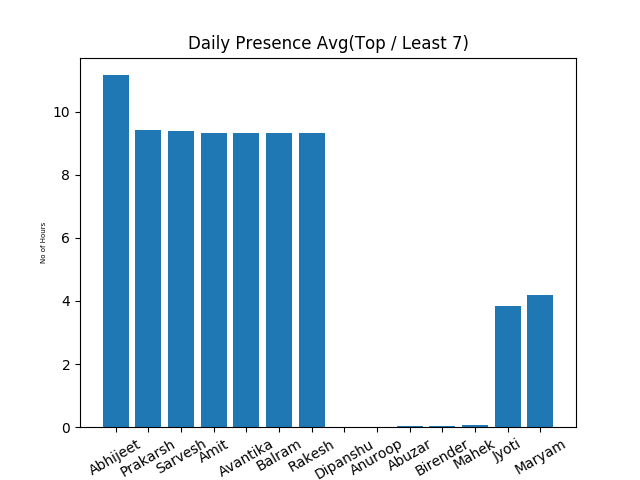 Daily Presence Avg(Top / Least 7)
No of Hours
10
8
6
4
2
0
Abhijeet
Prakarsh
Sarvesh
Amit
Avantika
Balram
Rakesh
Dipanshu
Anuroop
Abuzar
Birender
Mahek
Jyoti
Maryam